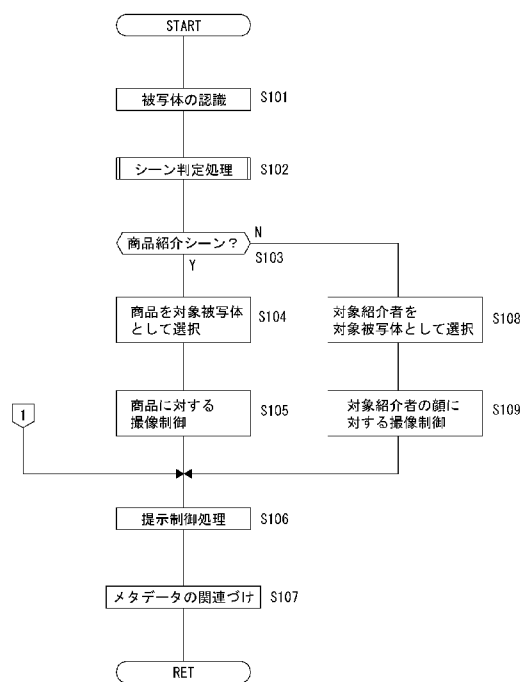 START
被写体の認識 S101
シーン判定処理 S102
商品紹介シーン?
N
S103
Y
商品を対象被写体
として選択
S104
対象紹介者を
対象被写体として選択
S108
商品に対する
撮像制御
S105
対象紹介者の顔に
対する撮像制御
S109
1
提示制御処理 S106
メタデータの関連づけ S107
RET